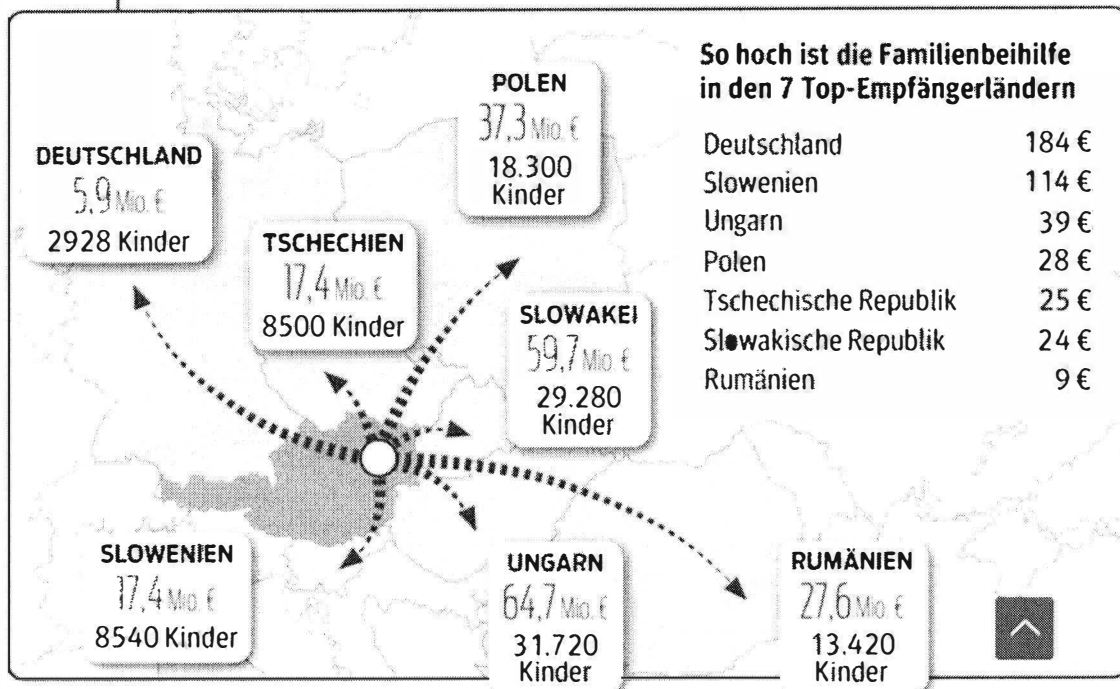 So hoch ist die Familienbeihilfe
in den 7 Top-Empfängerländern
Deutschland 184 €
Slowenien 114 €
Ungarn 39 €
Polen 28 €
Tschechische Republik 25 €
Slowakische Republik 24 €
Rumänien 9 €
POLEN
37,3 Mio. €
18.300
Kinder
DEUTSCHLAND
5,9 Mio. €
2928 Kinder
TSCHECHIEN
17,4 Mio. €
8500 Kinder
SLOWAKEI
59,7 Mio. €
29.280
Kinder
SLOWENIEN
17,4 Mio. €
8540 Kinder
UNGARN
64,7 Mio. €
31.720
Kinder
RUMÄNIEN
27,6 Mio. €
13.420
Kinder